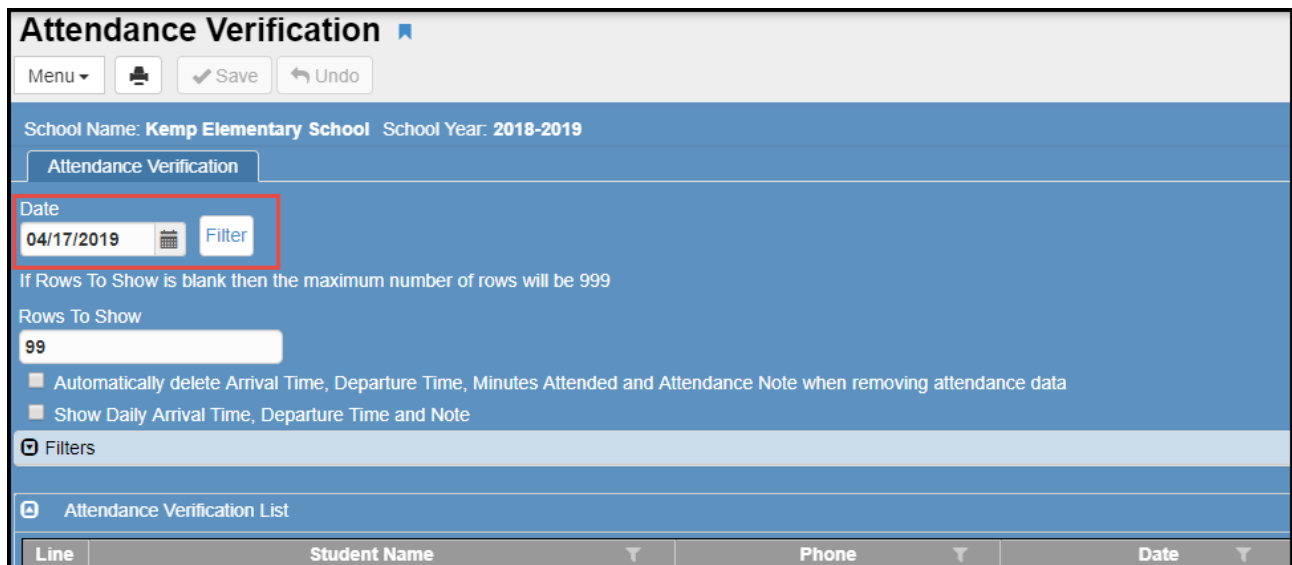 Attendance Verification
Menu Save Undo
School Name: Kemp Elementary School School Year: 2018-2019
Attendance Verification
Date
04/17/2019 Filter
If Rows To Show is blank then the maximum number of rows will be 999
Rows To Show
99
Automatically delete Arrival Time, Departure Time, Minutes Attended and Attendance Note when removing attendance data
Show Daily Arrival Time, Departure Time and Note
Filters
Attendance Verification List
Line Student Name Phone Date